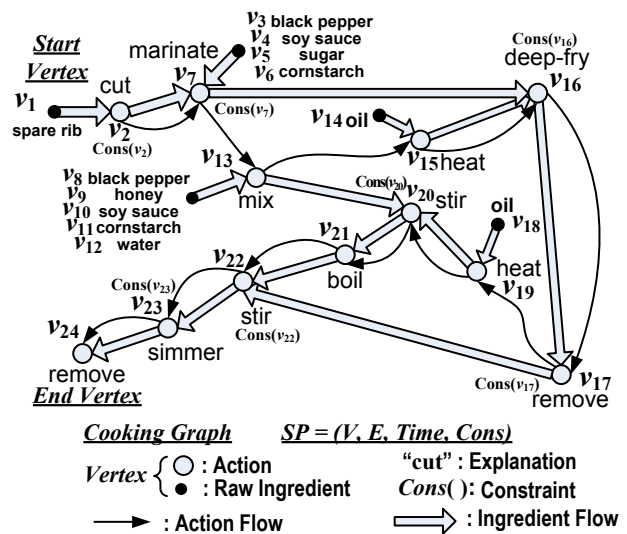 Start
Vertex
v1
spare rib
cut
v2
Cons(v2)
marinate
v7
Cons(v7)
v3 black pepper
v4 soy sauce
v5 sugar
v6 cornstarch
Cons(v16)
deep-fry
v16
v14 oil
v15 heat
v13
mix
v8 black pepper
v9 honey
v10 soy sauce
v11 cornstarch
v12 water
Cons(v20)
v20 stir
oil
v18
heat
v19
v21
boil
v22
stir
Cons(v22)
Cons(v23)
v23
simmer
v24
remove
End Vertex
Cons(v17)
v17
remove
Cooking Graph SP = (V, E, Time, Cons)
Vertex
: Action
: Raw Ingredient
"cut" : Explanation
Cons( ): Constraint
: Action Flow
: Ingredient Flow